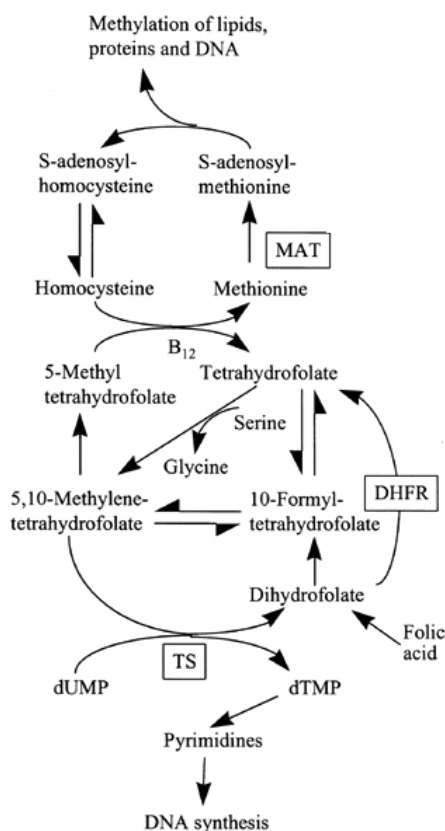 Methylation of lipids,
proteins and DNA
S-adenosyl-
homocysteine
S-adenosyl-
methionine
MAT
Homocysteine
Methionine
B12
5-Methyl
tetrahydrofolate
Tetrahydrofolate
Serine
Glycine
DHFR
5,10-Methylene-
tetrahydrofolate
10-Formyl-
tetrahydrofolate
Dihydrofolate
Folic
acid
TS
dUMP
dTMP
Pyrimidines
DNA synthesis